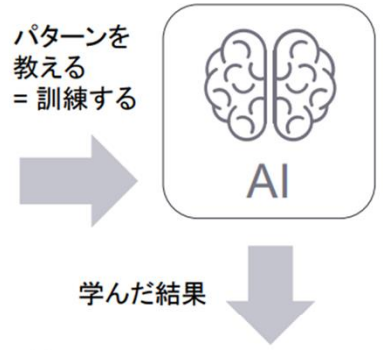 パターンを
教える
= 訓練する
AI
学んだ結果